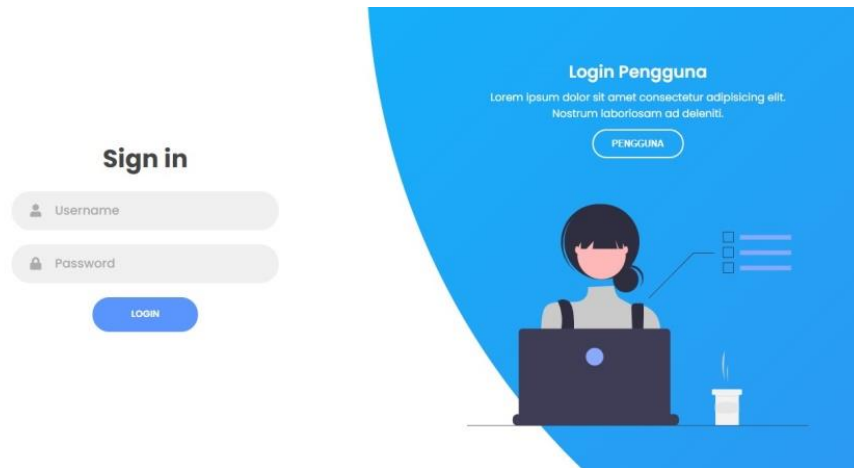 Sign in
Username
Password
LOGIN
Login Pengguna
Lorem ipsum dolor sit amet consectetur adipisicing elit.
Nostrum laboriosam ad deleniti.
PENGGUNA